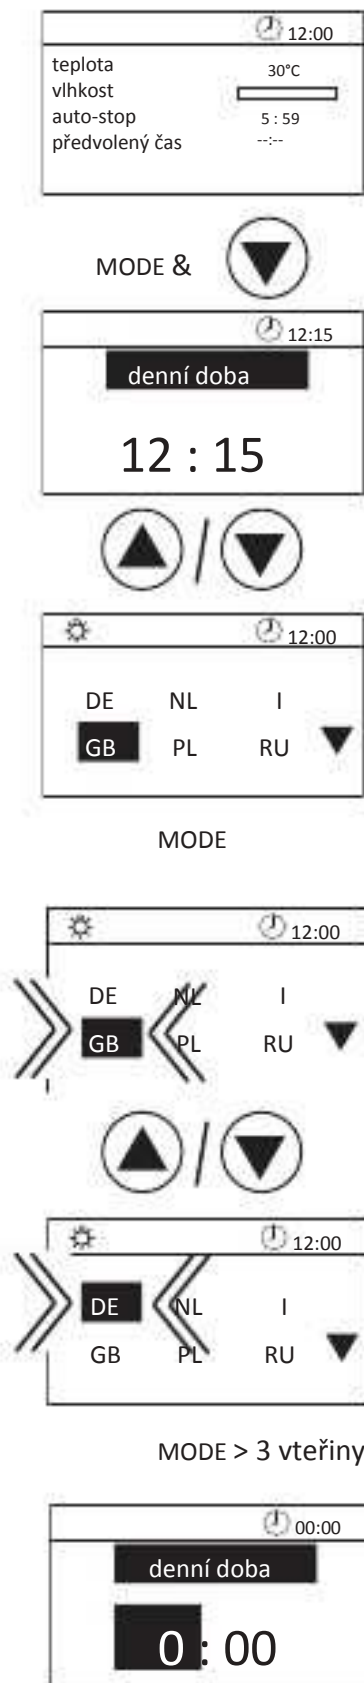 12:00
teplota 30°C
vlhkost
auto-stop 5 : 59
předvolený čas --:--
MODE &
12:15
denní doba
12 : 15
/
12:00
DE NL I
GB PL RU
MODE
12:00
DE NL I
GB PL RU
/
12:00
DE NL I
GB PL RU
MODE > 3 vteřiny
00:00
denní doba
0 : 00